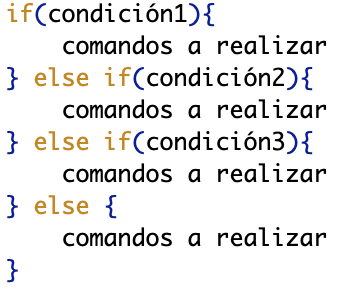 if(condición1){
    comandos a realizar
} else if(condición2){
    comandos a realizar
} else if(condición3){
    comandos a realizar
} else {
    comandos a realizar
}